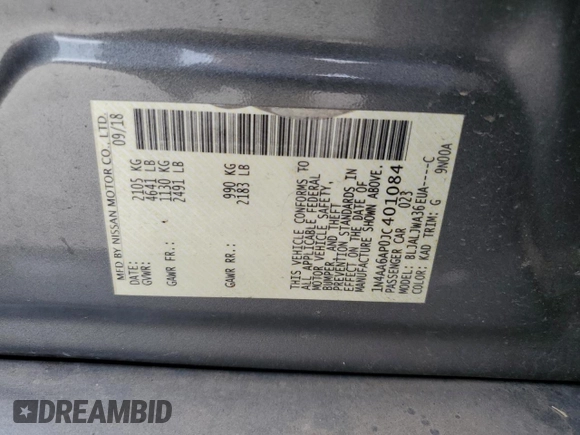 MFD BY NISSAN MOTOR CO., LTD.
09/18
GVWR: 2105 KG
4641 LB
GAWR FR.: 1130 KG
2491 LB
GAWR RR.: 990 KG
2183 LB
THIS VEHICLE CONFORMS TO
ALL APPLICABLE FEDERAL
MOTOR VEHICLE SAFETY,
BUMPER, AND THEFT
PREVENTION STANDARDS IN
EFFECT ON THE DATE OF
MANUFACTURE SHOWN ABOVE.
1N4AA6AP0JC401084
PASSENGER CAR 023
MODEL: BLJALJWA36EUA----C
COLOR: KAD TRIM: G 9N00A
DREAMBID